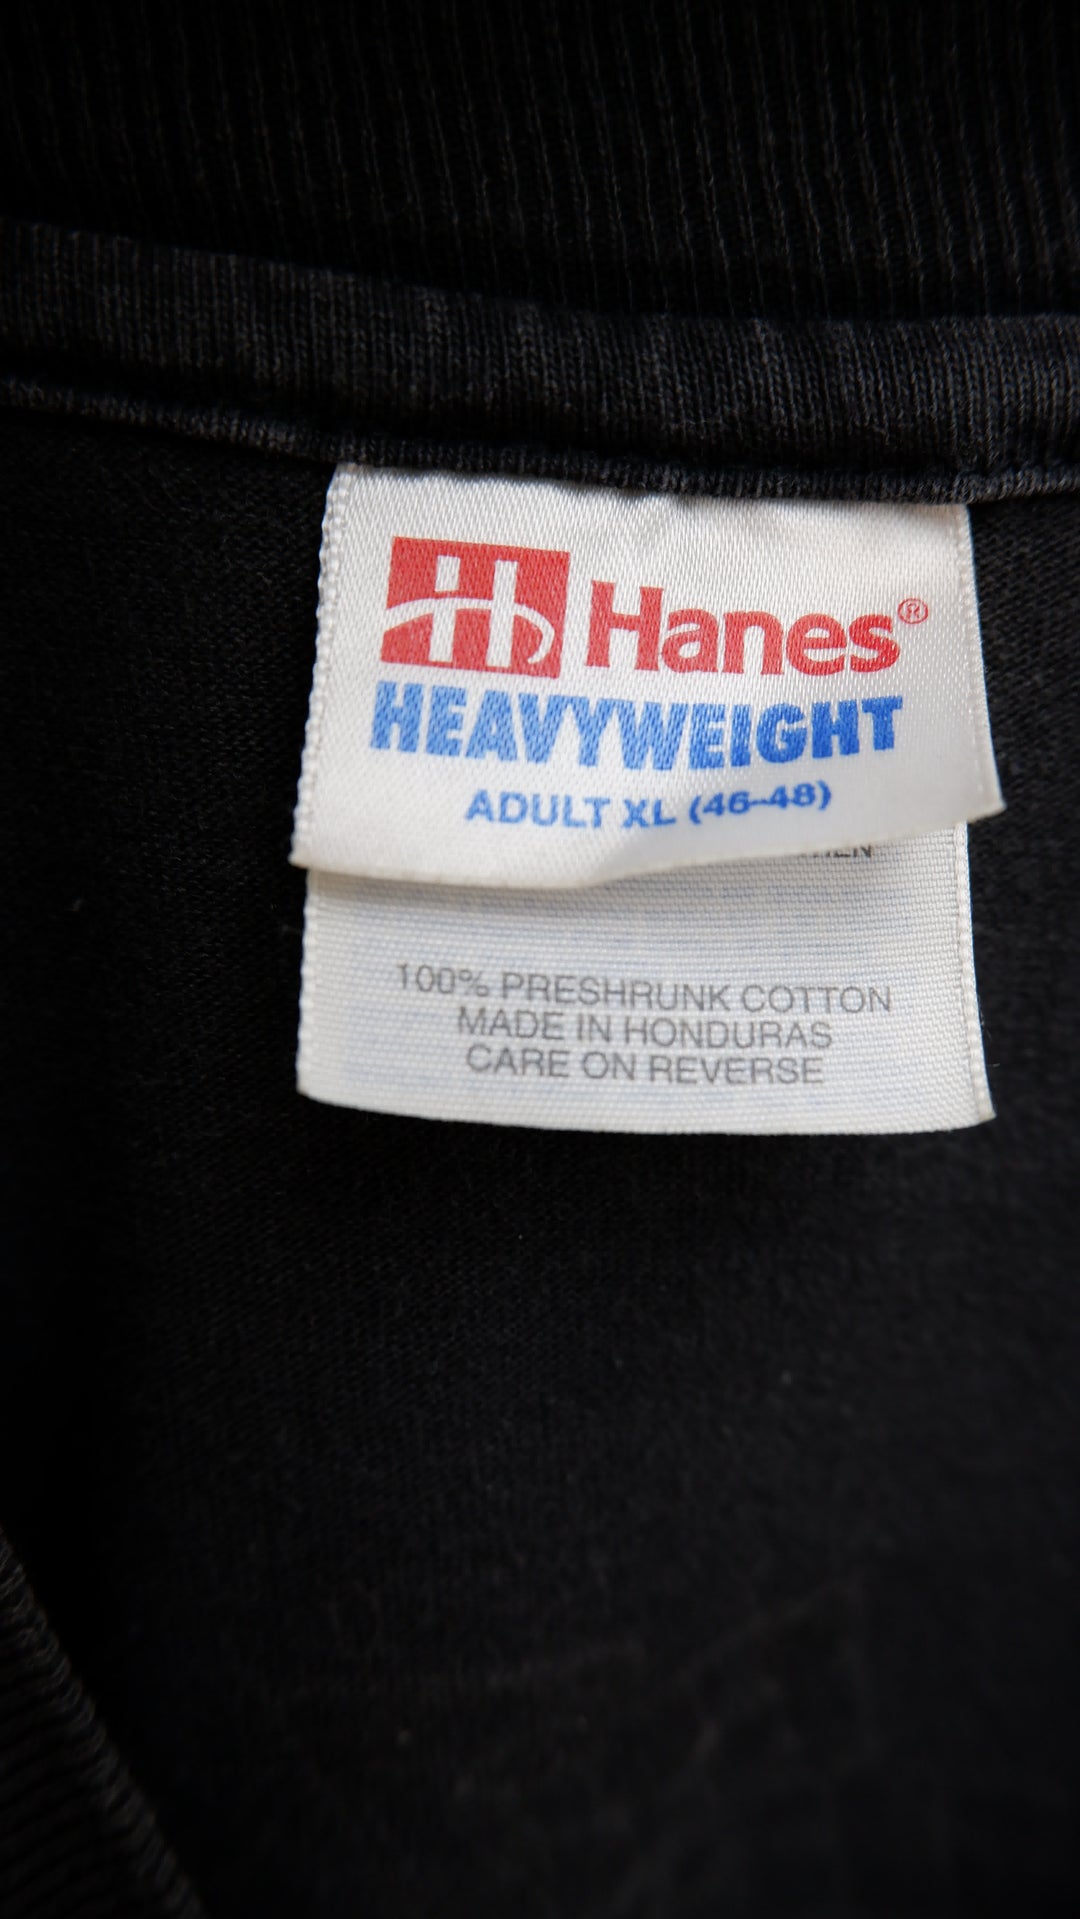 H Hanes®
HEAVYWEIGHT
ADULT XL (46-48)
100% PRESHRUNK COTTON
MADE IN HONDURAS
CARE ON REVERSE